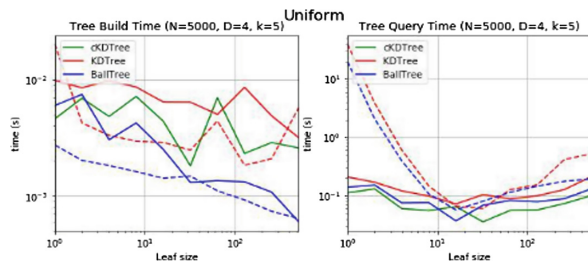 Uniform
Tree Build Time (N=5000, D=4, k=5)
cKDTree
KDTree
BallTree
10⁻²
10⁻³
time (s)
10⁰
10¹
10²
Leaf size
Tree Query Time (N=5000, D=4, k=5)
cKDTree
KDTree
BallTree
10¹
10⁰
10⁻¹
time (s)
10⁰
10¹
10²
Leaf size